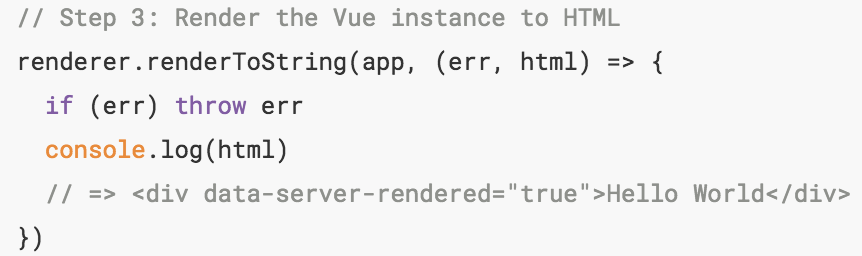 // Step 3: Render the Vue instance to HTML
renderer.renderToString(app, (err, html) => {
  if (err) throw err
  console.log(html)
  // => <div data-server-rendered="true">Hello World</div>
})